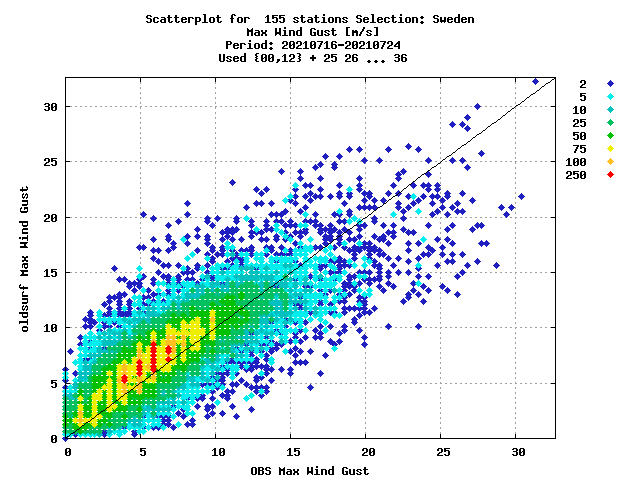 Scatterplot for 155 stations Selection: Sweden
Max Wind Gust [m/s]
Period: 20210716-20210724
Used {00,12} + 25 26 ... 36
2
5
10
25
50
75
100
250
oldsurf Max Wind Gust
30
25
20
15
10
5
0
0 5 10 15 20 25 30
OBS Max Wind Gust